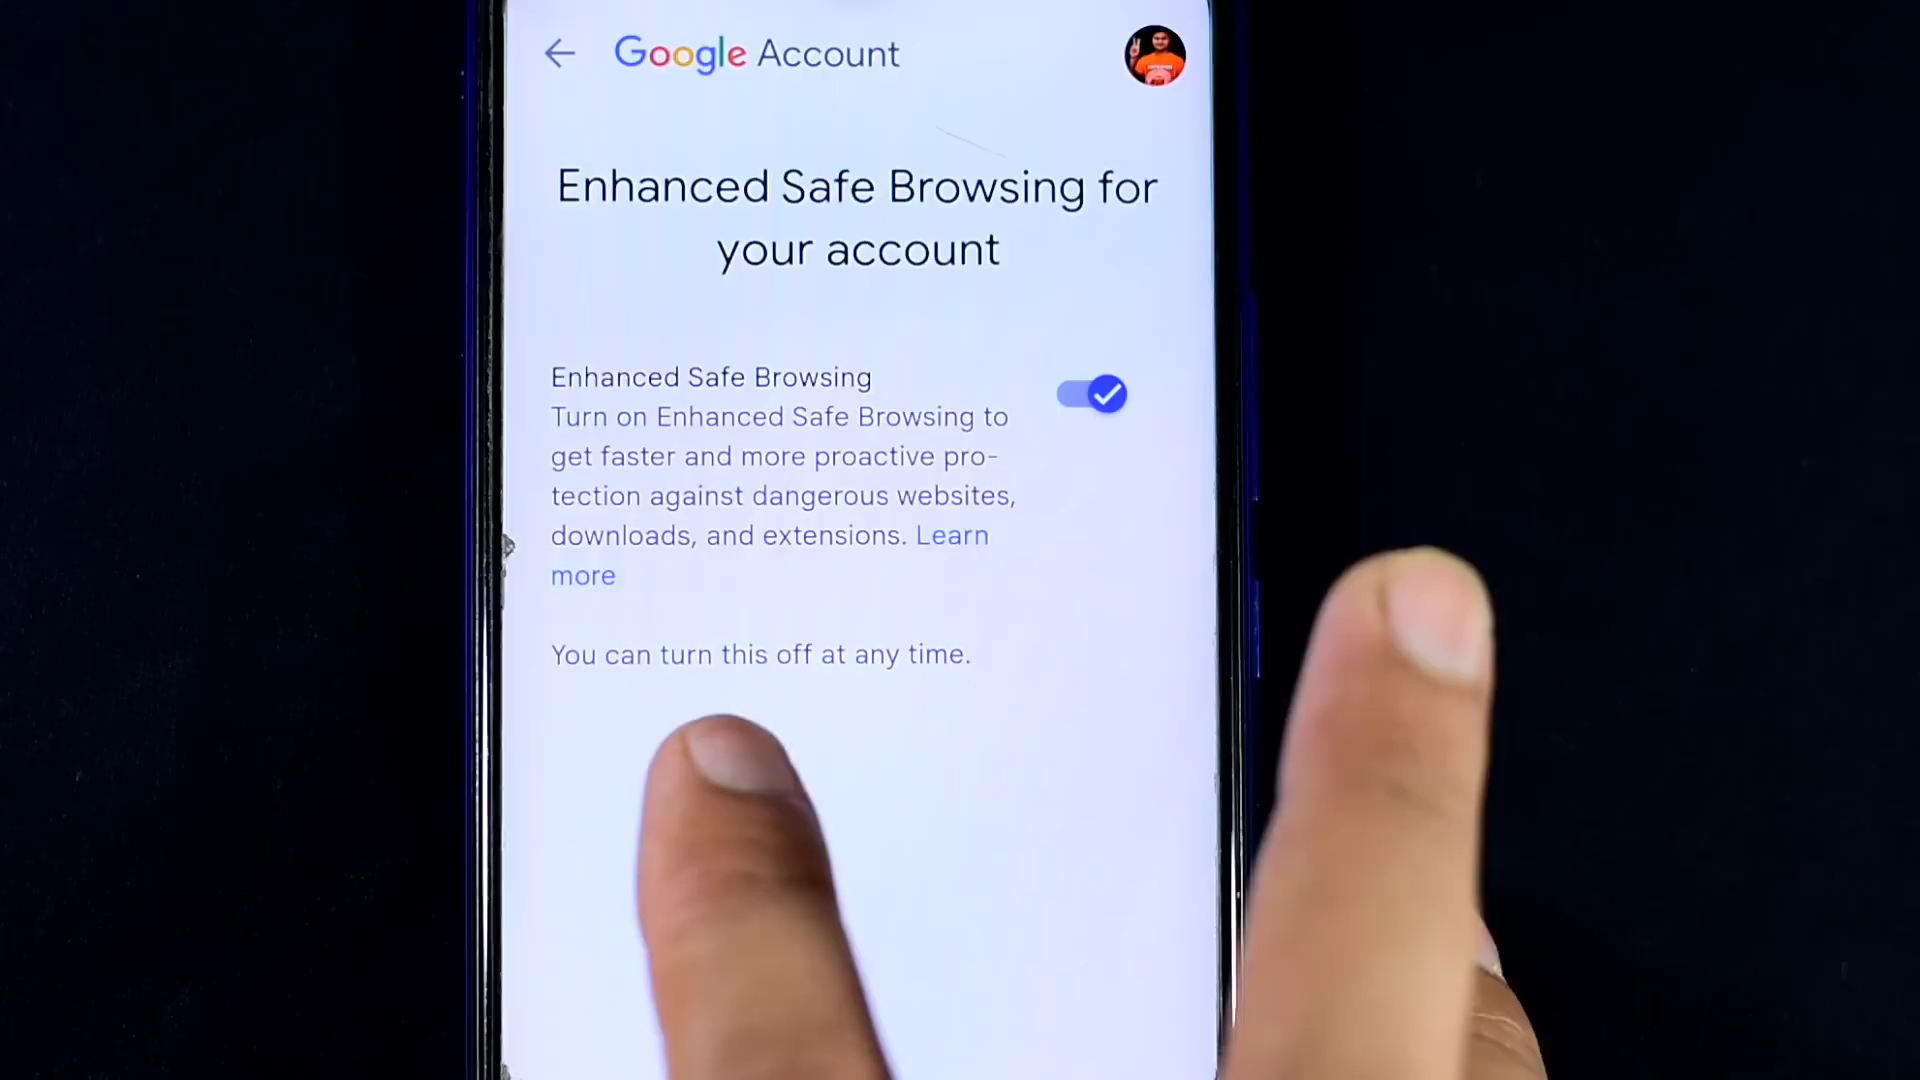 Google Account
Enhanced Safe Browsing for
your account
Enhanced Safe Browsing
Turn on Enhanced Safe Browsing to
get faster and more proactive pro-
tection against dangerous websites,
downloads, and extensions. Learn
more
You can turn this off at any time.